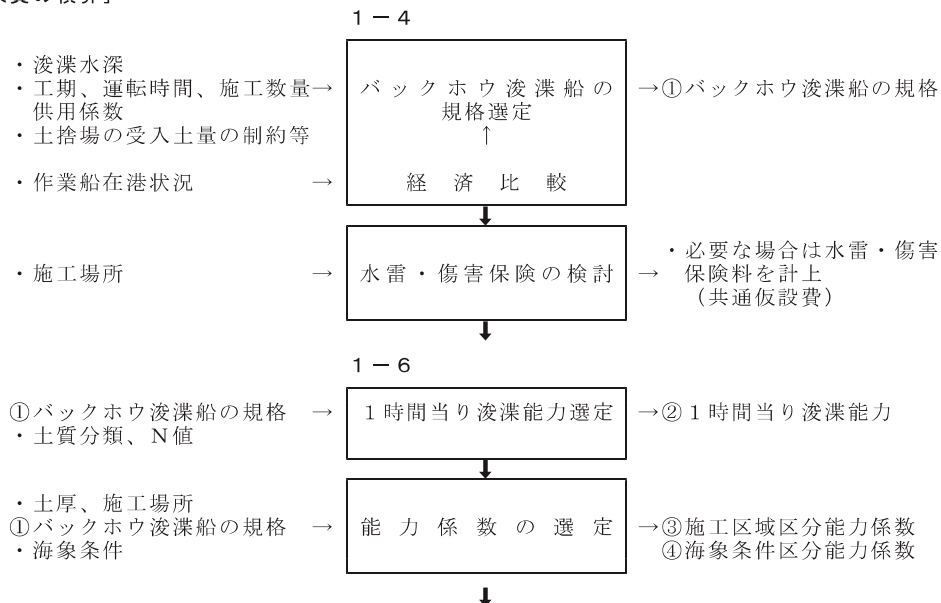 1－4
・浚渫水深
・工期、運転時間、施工数量→
供用係数
・土捨場の受入土量の制約等
・作業船在港状況 →
バックホウ浚渫船の
規格選定
↑
経済比較
→①バックホウ浚渫船の規格
・施工場所 →
水雷・傷害保険の検討
→
・必要な場合は水雷・傷害
保険料を計上
（共通仮設費）
1－6
①バックホウ浚渫船の規格 →
・土質分類、N値
1時間当り浚渫能力選定
→②1時間当り浚渫能力
・土厚、施工場所
①バックホウ浚渫船の規格 →
・海象条件
能力係数の選定
→③施工区域区分能力係数
④海象条件区分能力係数